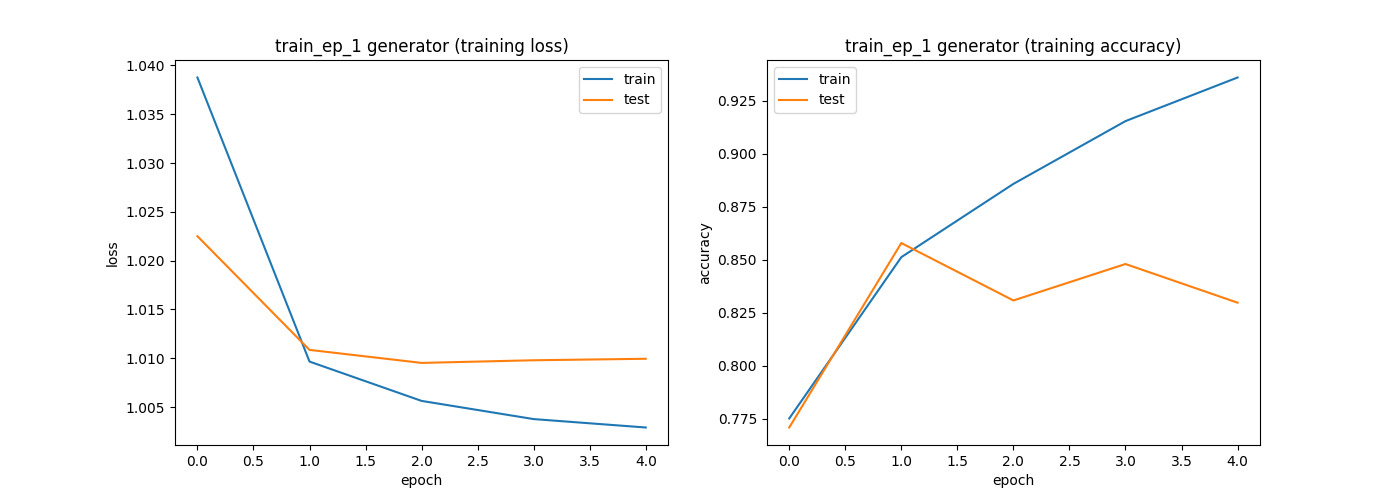 train_ep_1 generator (training loss)
1.040
1.035
1.030
1.025
1.020
1.015
1.010
1.005
loss
train
test
0.0 0.5 1.0 1.5 2.0 2.5 3.0 3.5 4.0
epoch
train_ep_1 generator (training accuracy)
0.925
0.900
0.875
0.850
0.825
0.800
0.775
accuracy
train
test
0.0 0.5 1.0 1.5 2.0 2.5 3.0 3.5 4.0
epoch